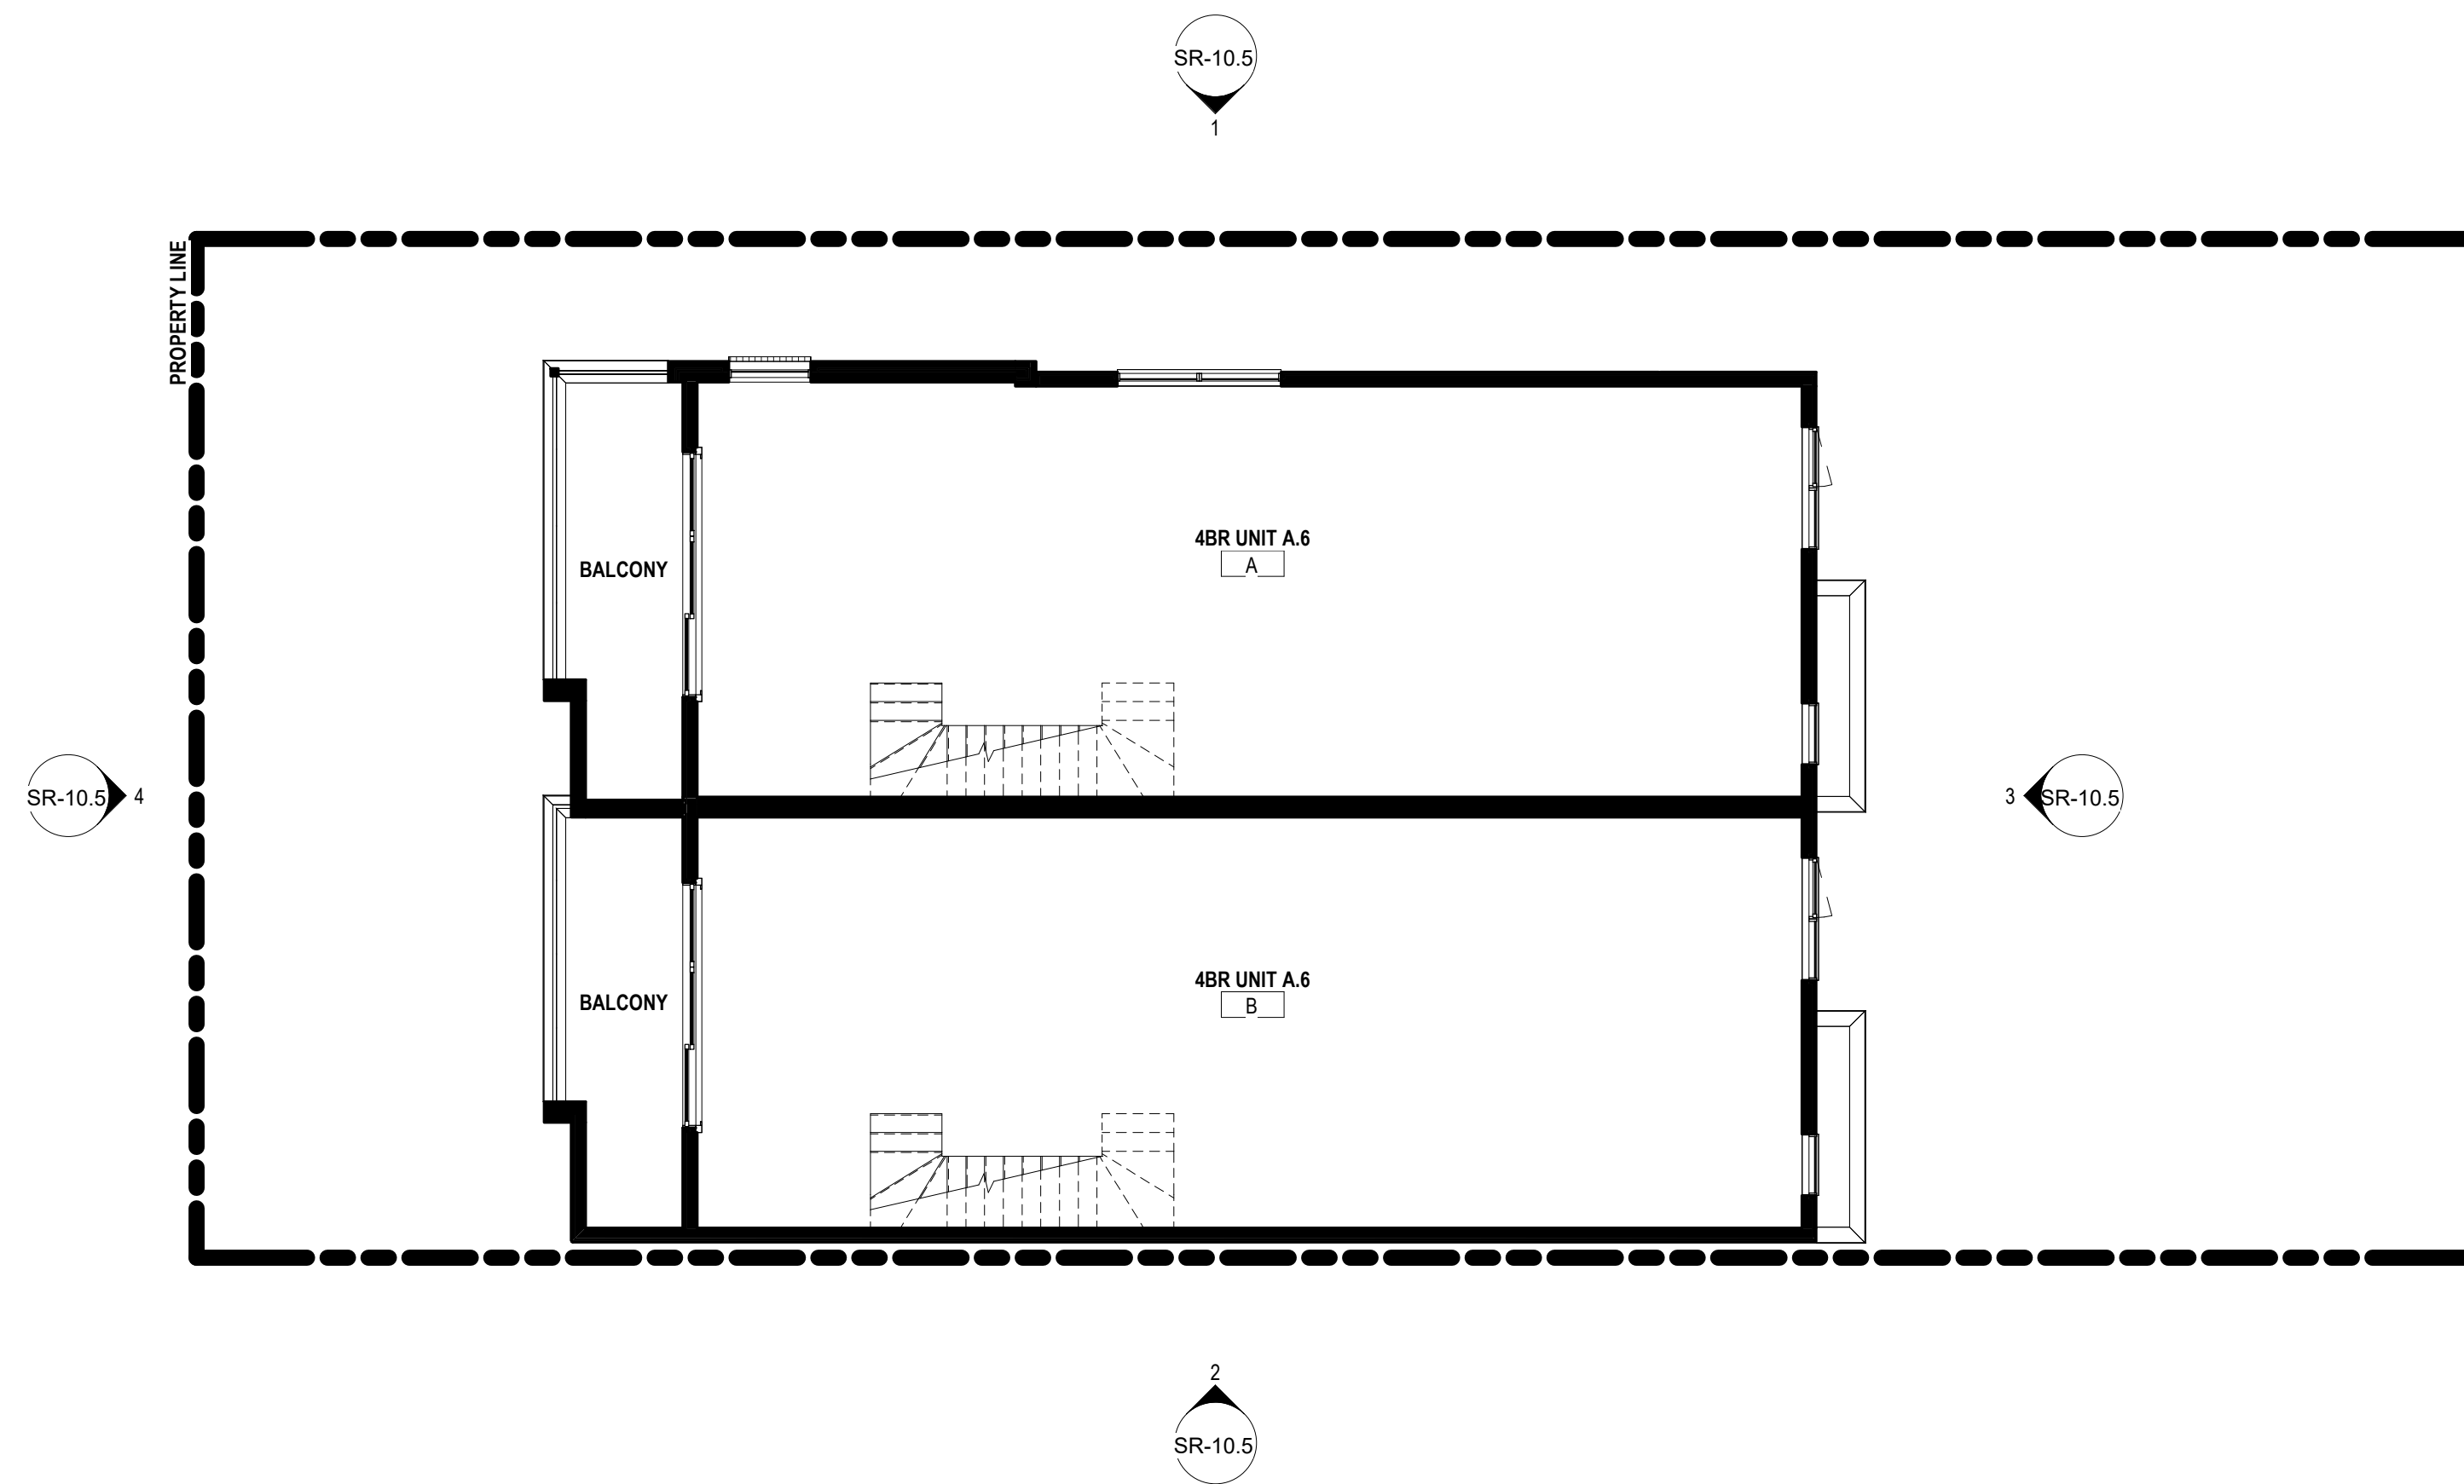 SR-10.5
1
PROPERTY LINE
4BR UNIT A.6
A
BALCONY
SR-10.5
4
3
SR-10.5
4BR UNIT A.6
B
BALCONY
2
SR-10.5